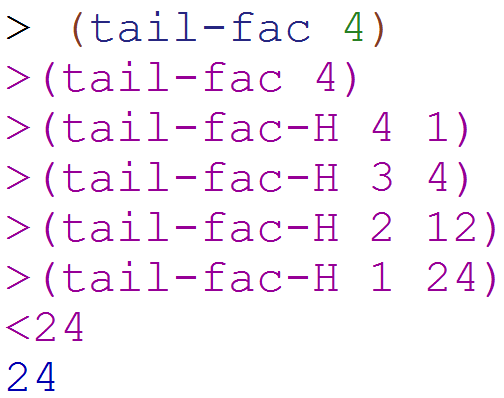 > (tail-fac 4)
>(tail-fac 4)
>(tail-fac-H 4 1)
>(tail-fac-H 3 4)
>(tail-fac-H 2 12)
>(tail-fac-H 1 24)
<24
24